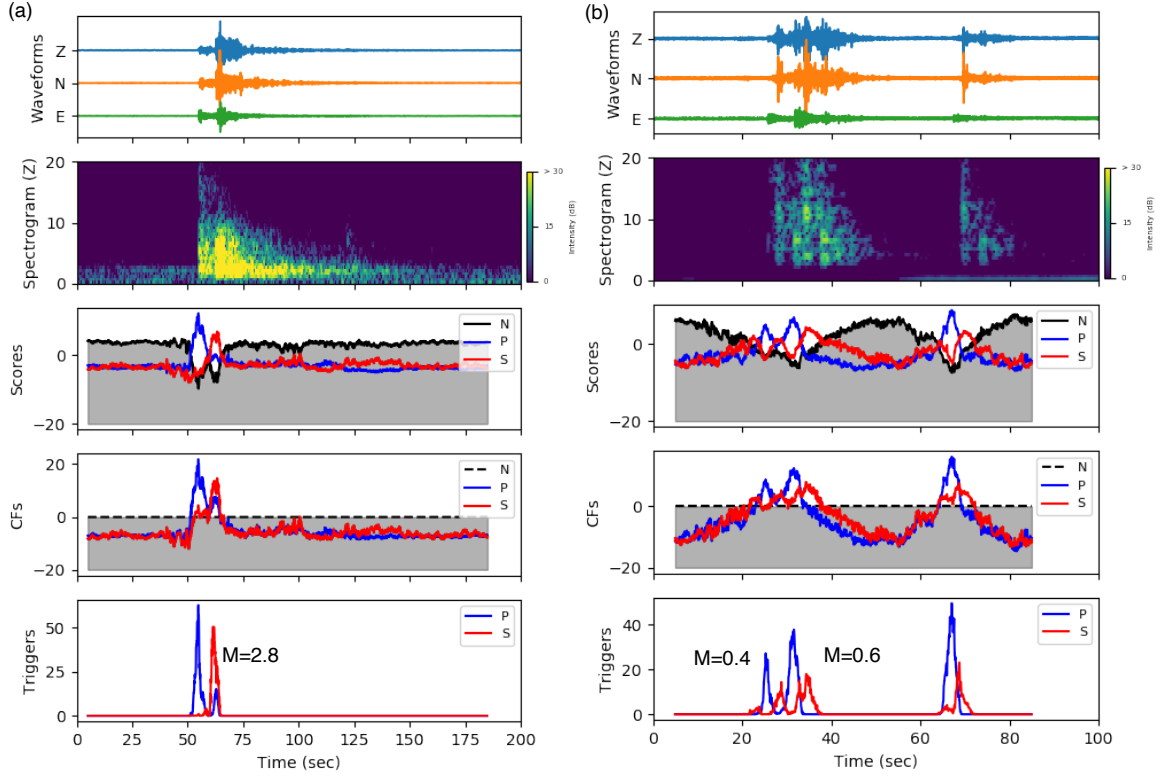 (a)
Waveforms
Z
N
E
Spectrogram (Z)
20
15
10
5
0
> 30
15
0
Intensity (dB)
Scores
0
−20
N
P
S
CFs
20
0
−20
N
P
S
Triggers
50
25
0
P
S
M=2.8
0 25 50 75 100 125 150 175 200
Time (sec)
(b)
Waveforms
Z
N
E
Spectrogram (Z)
20
10
0
> 30
15
0
Intensity (dB)
Scores
0
−20
N
P
S
CFs
0
−20
N
P
S
Triggers
40
20
0
P
S
M=0.4
M=0.6
0 20 40 60 80 100
Time (sec)